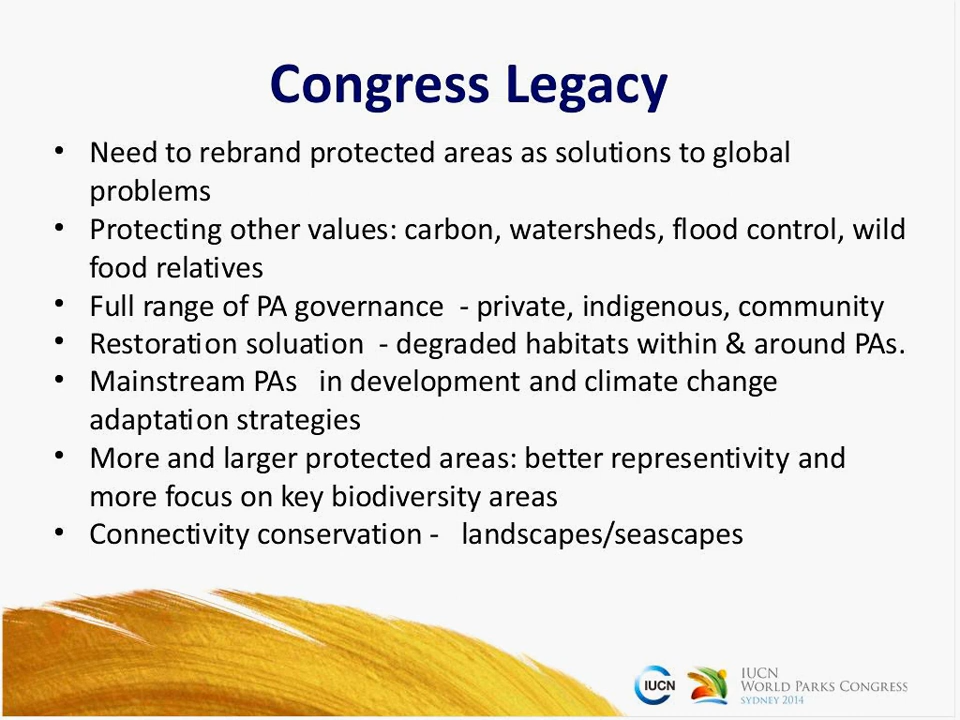 Congress Legacy
• Need to rebrand protected areas as solutions to global
problems
• Protecting other values: carbon, watersheds, flood control, wild
food relatives
• Full range of PA governance - private, indigenous, community
• Restoration soluation - degraded habitats within & around PAs.
• Mainstream PAs in development and climate change
adaptation strategies
• More and larger protected areas: better representivity and
more focus on key biodiversity areas
• Connectivity conservation - landscapes/seascapes
IUCN
IUCN
World Parks Congress
SYDNEY 2014